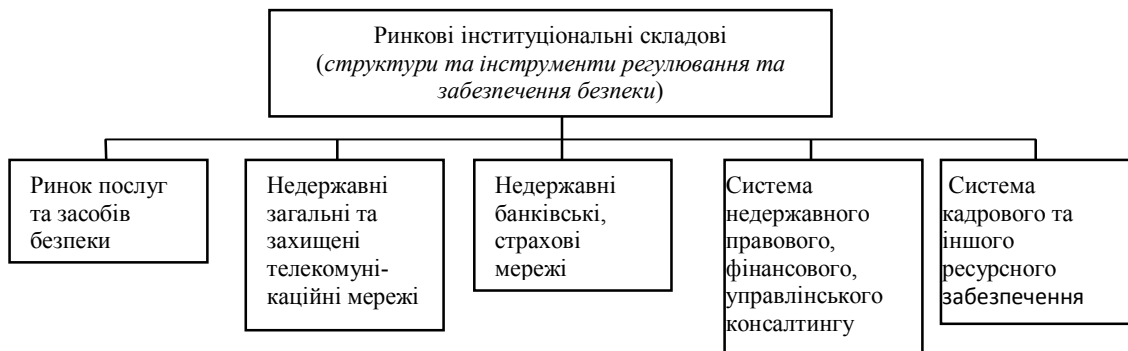 Ринкові інституціональні складові
(структури та інструменти регулювання та
забезпечення безпеки)
Ринок послуг
та засобів
безпеки
Недержавні
загальні та
захищені
телекомуні-
каційні мережі
Недержавні
банківські,
страхові
мережі
Система
недержавного
правового,
фінансового,
управлінського
консалтингу
Система
кадрового та
іншого
ресурсного
забезпечення